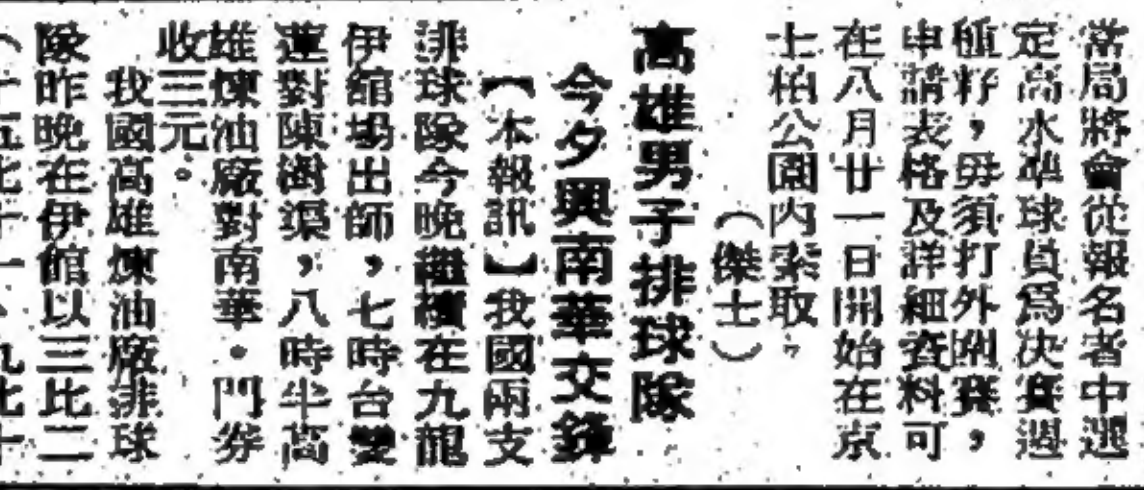 當局將會從報名者中選
定高水準球員爲決賽週
種籽，毋須打外圍賽，
申請表格及詳細資料可
在八月廿一日開始在京
士柏公園内索取。
（傑士）
高雄男子排球隊
今夕與南華交鋒
【本報訊】我國兩支
排球隊今晚繼續在九龍
伊館場出師，七時台雙
蓮對陳樹渠，八時半高
雄煉油廠對南華。門券
收三元。
我國高雄煉油廠排球
隊昨晚在伊館以三比二
（十五比十一、九比十